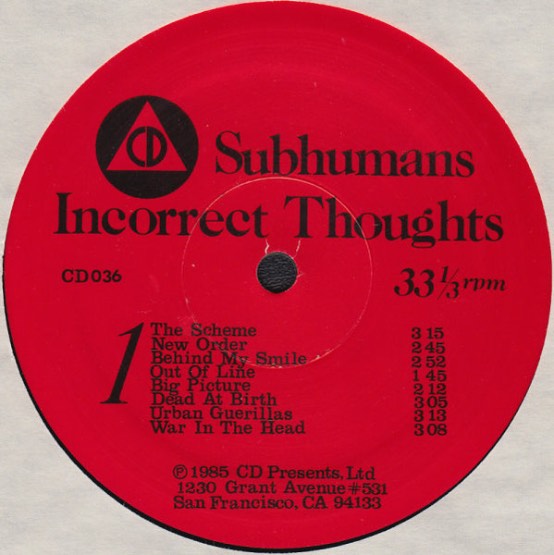 CD
Subhumans
Incorrect Thoughts
CD036
33 1/3 rpm
1
The Scheme 3 15
New Order 2 45
Behind My Smile 2 52
Out Of Line 1 45
Big Picture 2 12
Dead At Birth 3 05
Urban Guerillas 3 13
War In The Head 3 08
℗ 1985 CD Presents, Ltd
1230 Grant Avenue #531
San Francisco, CA 94133